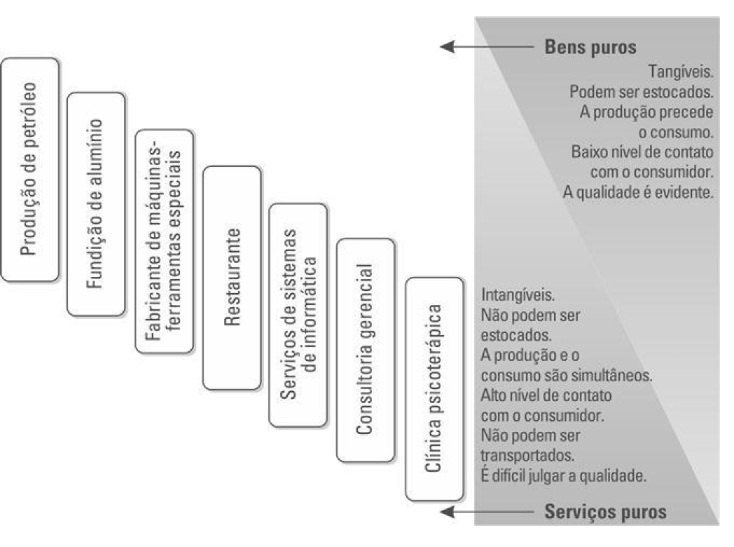 Produção de petróleo
Fundição de alumínio
Fabricante de máquinas-
ferramentas especiais
Restaurante
Serviços de sistemas
de informática
Consultoria gerencial
Clínica psicoterápica
Bens puros
Tangíveis.
Podem ser estocados.
A produção precede
o consumo.
Baixo nível de contato
com o consumidor.
A qualidade é evidente.
Intangíveis.
Não podem ser
estocados.
A produção e o
consumo são simultâneos.
Alto nível de contato
com o consumidor.
Não podem ser
transportados.
É difícil julgar a qualidade.
Serviços puros